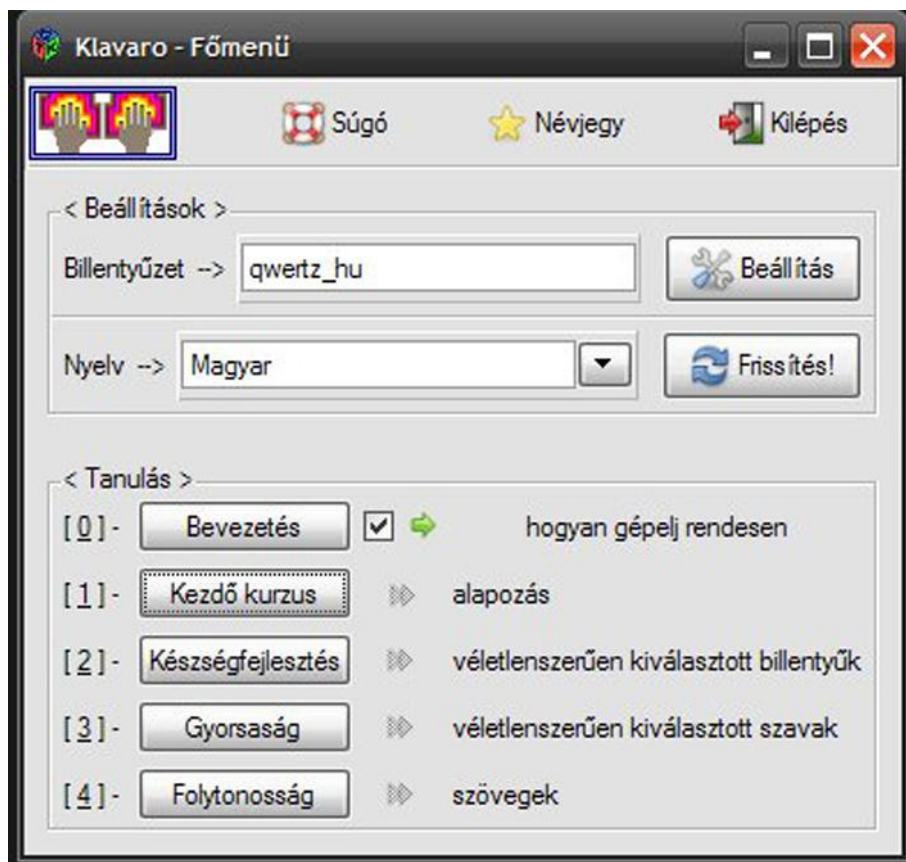 Klavaro - Főmenü
Súgó Névjegy Kilépés
< Beállítások >
Billentyűzet --> qwertz_hu Beállítás
Nyelv --> Magyar Frissítés!
< Tanulás >
[0]- Bevezetés hogyan gépelj rendesen
[1]- Kezdő kurzus alapozás
[2]- Készségfejlesztés véletlenszerűen kiválasztott billentyűk
[3]- Gyorsaság véletlenszerűen kiválasztott szavak
[4]- Folytonosság szövegek